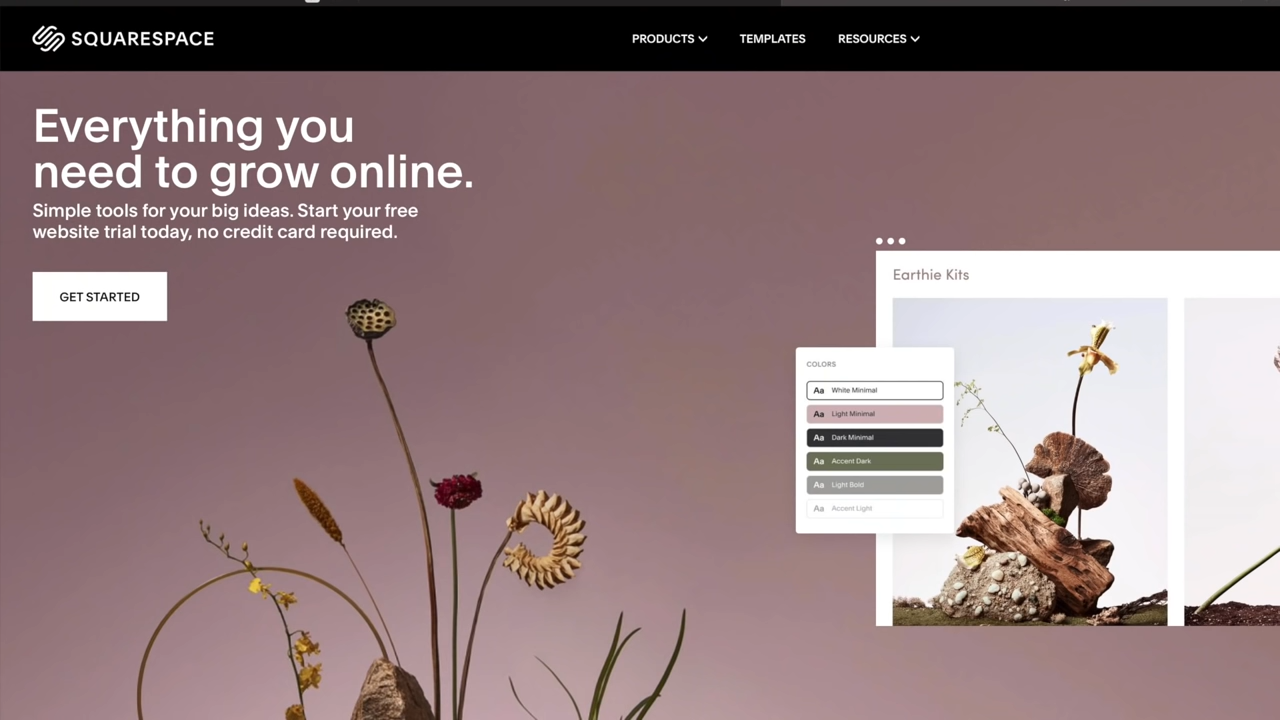 SQUARESPACE
PRODUCTS
TEMPLATES
RESOURCES
Everything you
need to grow online.
Simple tools for your big ideas. Start your free
website trial today, no credit card required.
GET STARTED
Earthie Kits
COLORS
Aa White Minimal
Aa Light Minimal
Aa Dark Minimal
Aa Accent Dark
Aa Light Bold
Aa Accent Light